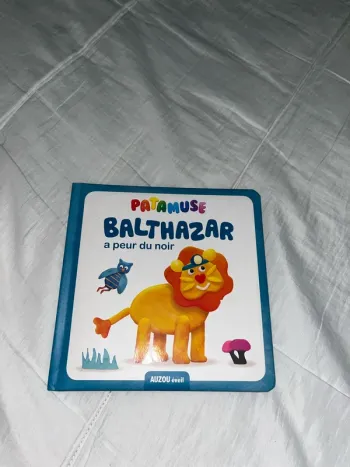 PATAMUSE
BALTHAZAR
a peur du noir
AUZOU éveil